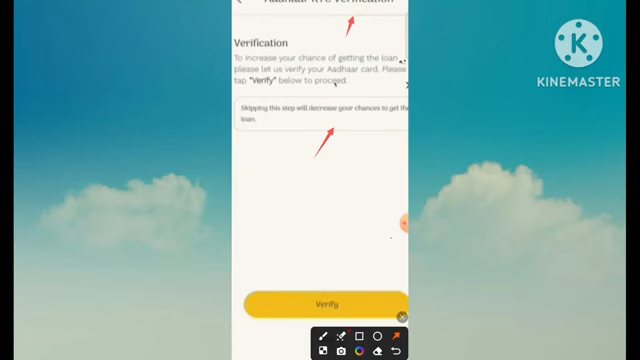 Aadhaar KYC Verification
Verification
To increase your chance of getting the loan
please let us verify your Aadhaar card. Please
tap "Verify" below to proceed.
Skipping this step will decrease your chances to get the
loan.
Verify
K
KINEMASTER